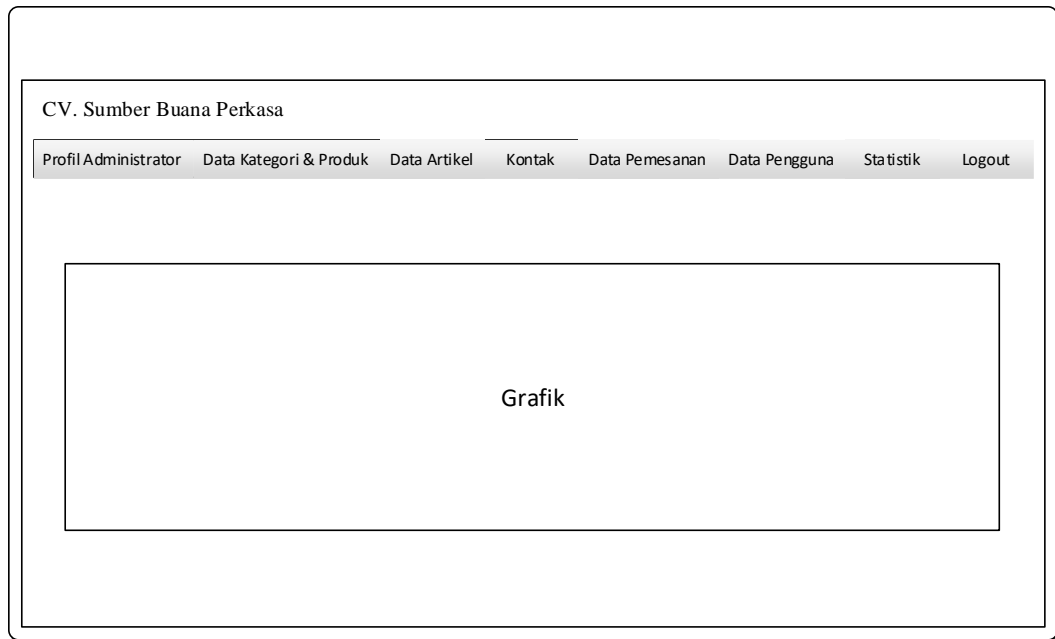 CV. Sumber Buana Perkasa
Profil Administrator Data Kategori & Produk Data Artikel Kontak Data Pemesanan Data Pengguna Statistik Logout
Grafik